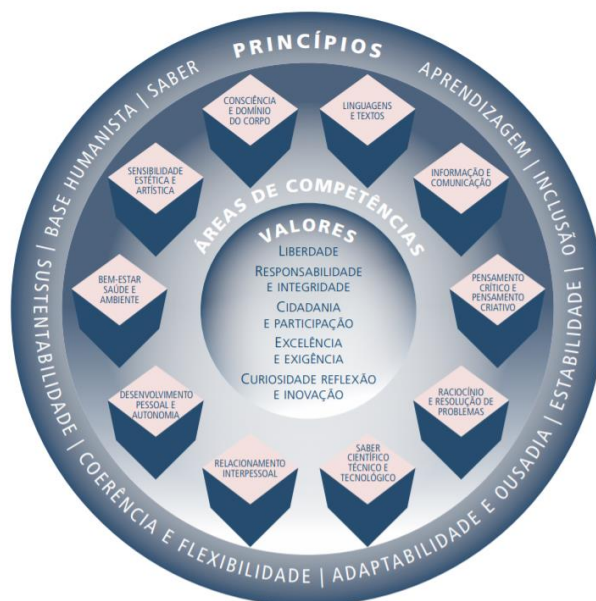 PRINCÍPIOS
APRENDIZAGEM | INCLUSÃO | ESTABILIDADE | ADAPTABILIDADE E OUSADIA | COERÊNCIA E FLEXIBILIDADE | SUSTENTABILIDADE | BASE HUMANISTA | SABER
ÁREAS DE COMPETÊNCIAS
LINGUAGENS
E TEXTOS
INFORMAÇÃO E
COMUNICAÇÃO
PENSAMENTO
CRÍTICO E
PENSAMENTO
CRIATIVO
RACIOCÍNIO
E RESOLUÇÃO DE
PROBLEMAS
SABER
CIENTÍFICO
TÉCNICO E
TECNOLÓGICO
RELACIONAMENTO
INTERPESSOAL
DESENVOLVIMENTO
PESSOAL E
AUTONOMIA
BEM-ESTAR
SAÚDE E
AMBIENTE
SENSIBILIDADE
ESTÉTICA E
ARTÍSTICA
CONSCIÊNCIA
E DOMÍNIO
DO CORPO
VALORES
LIBERDADE
RESPONSABILIDADE
E INTEGRIDADE
CIDADANIA
E PARTICIPAÇÃO
EXCELÊNCIA
E EXIGÊNCIA
CURIOSIDADE REFLEXÃO
E INOVAÇÃO